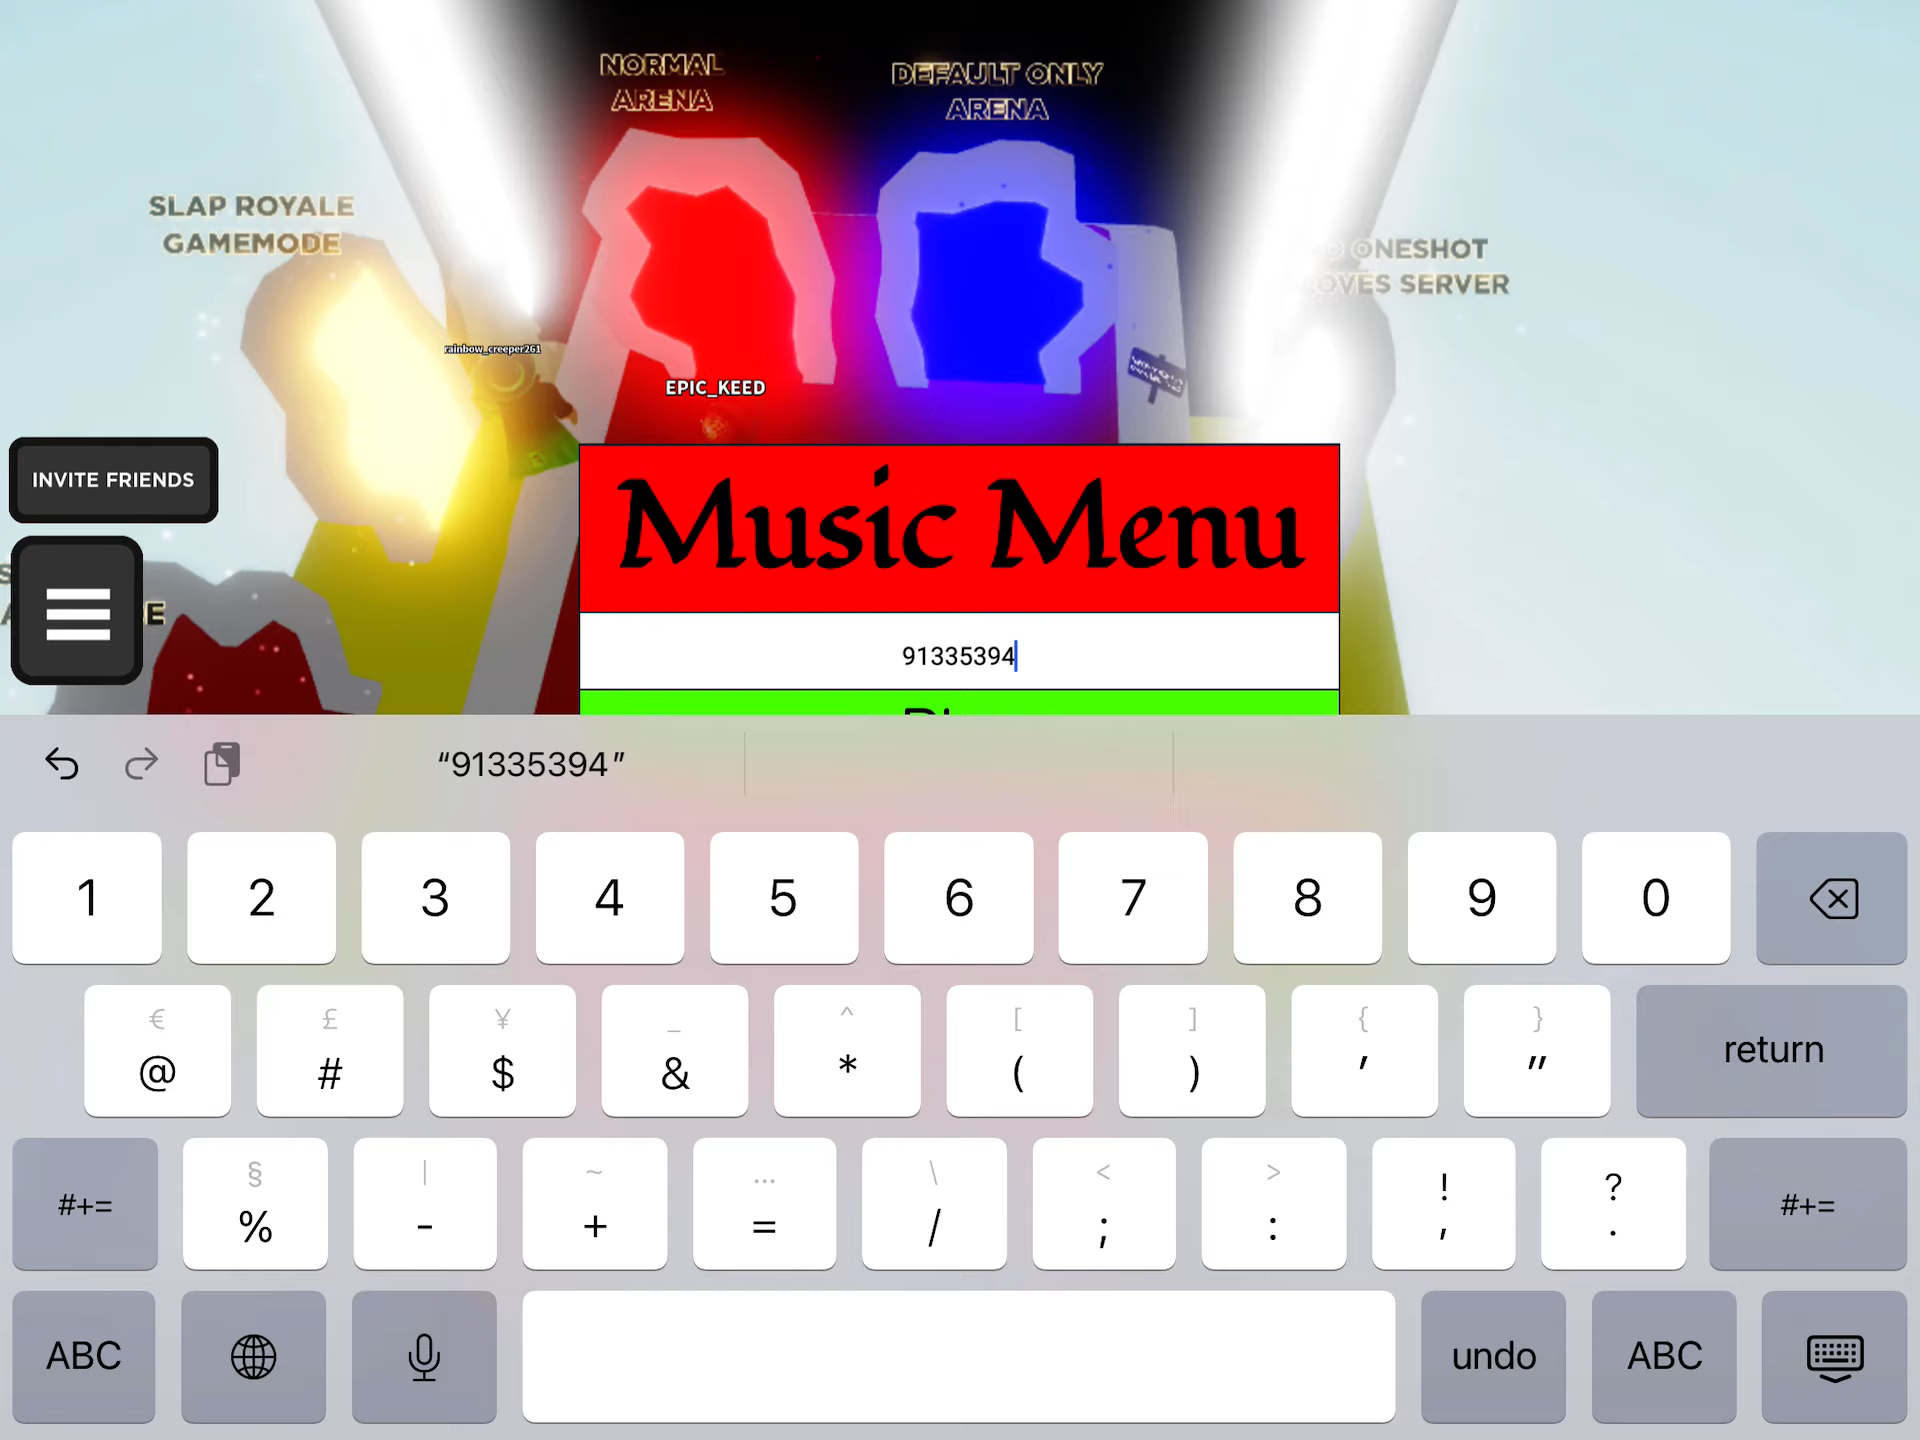 NORMAL
ARENA
DEFAULT ONLY
ARENA
SLAP ROYALE
GAMEMODE
ONESHOT
OVES SERVER
rainbow_creeper261
EPIC_KEED
INVITE FRIENDS
E
Music Menu
91335394
“91335394”
1 2 3 4 5 6 7 8 9 0
€ £ ¥ _ ^ [ ] { }
@ # $ & * ( ) ' "
return
§ | ~ … \ < > ! ?
#+= % - + = / ; : , . #+=
ABC undo ABC